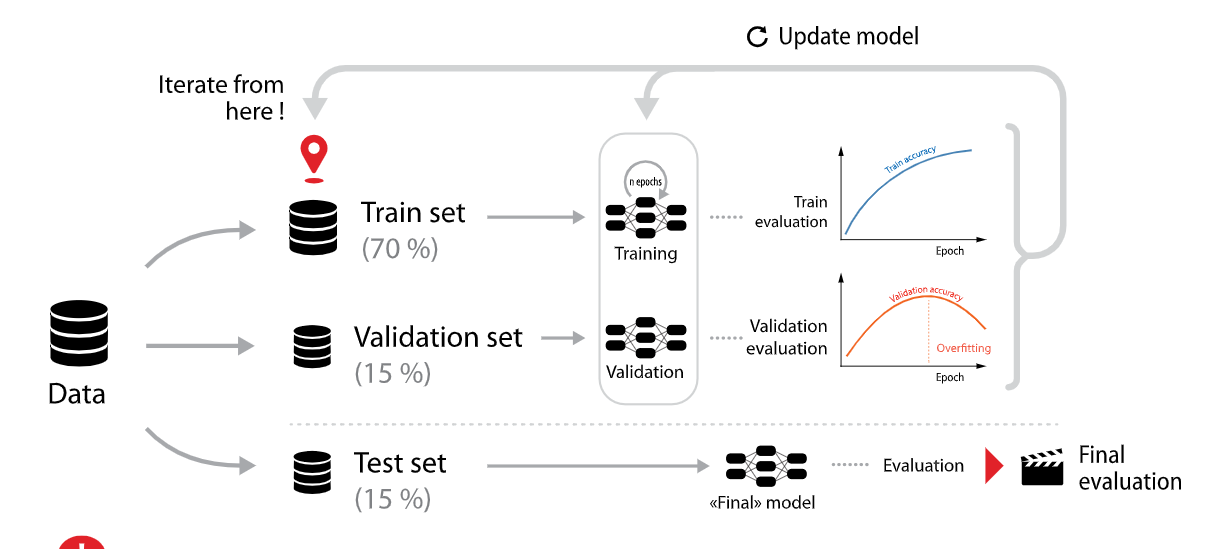 Update model
Iterate from
here !
n epochs
Train set
(70 %)
Training
Train
evaluation
Train accuracy
Epoch
Data
Validation set
(15 %)
Validation
Validation
evaluation
Validation accuracy
Overfitting
Epoch
Test set
(15 %)
«Final» model
Evaluation
Final
evaluation